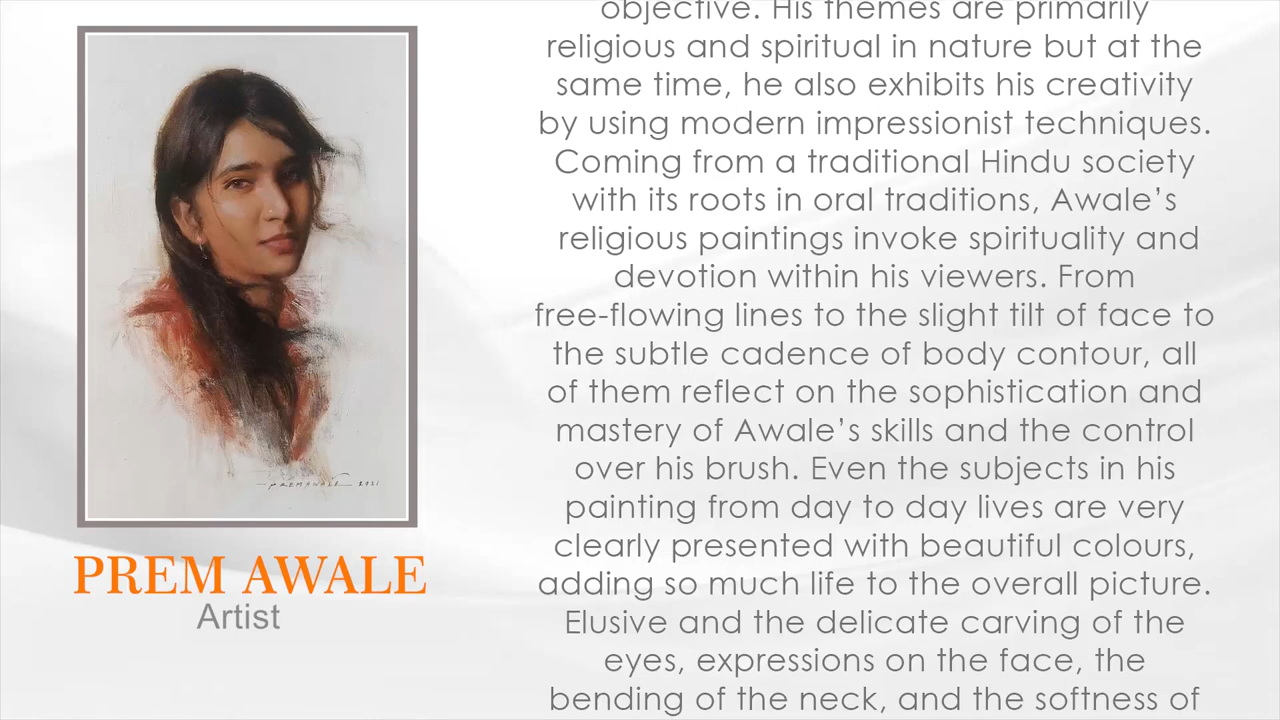 PREMAWALE 2021
PREM AWALE
Artist
objective. His themes are primarily
religious and spiritual in nature but at the
same time, he also exhibits his creativity
by using modern impressionist techniques.
Coming from a traditional Hindu society
with its roots in oral traditions, Awale’s
religious paintings invoke spirituality and
devotion within his viewers. From
free-flowing lines to the slight tilt of face to
the subtle cadence of body contour, all
of them reflect on the sophistication and
mastery of Awale’s skills and the control
over his brush. Even the subjects in his
painting from day to day lives are very
clearly presented with beautiful colours,
adding so much life to the overall picture.
Elusive and the delicate carving of the
eyes, expressions on the face, the
bending of the neck, and the softness of